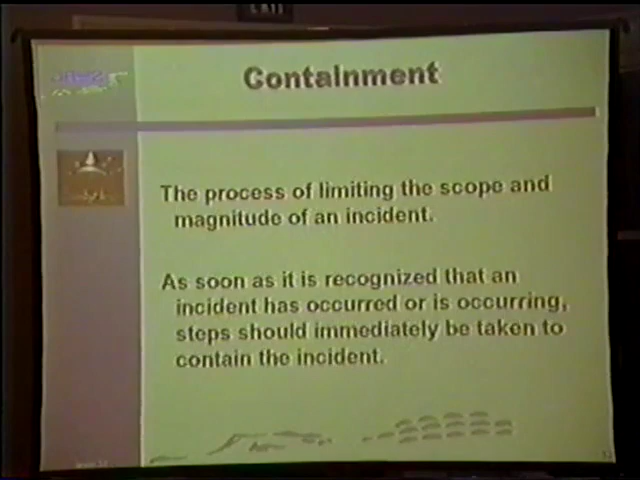 Containment
The process of limiting the scope and
magnitude of an incident.
As soon as it is recognized that an
incident has occurred or is occurring,
steps should immediately be taken to
contain the incident.